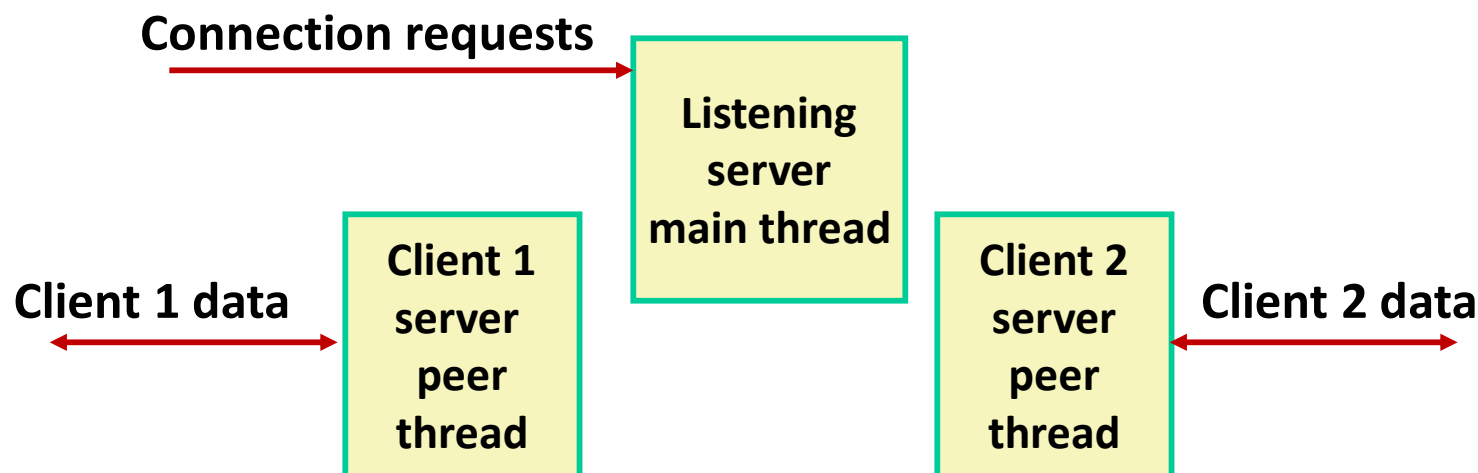 Connection requests
Listening
server
main thread
Client 1
server
peer
thread
Client 1 data
Client 2
server
peer
thread
Client 2 data